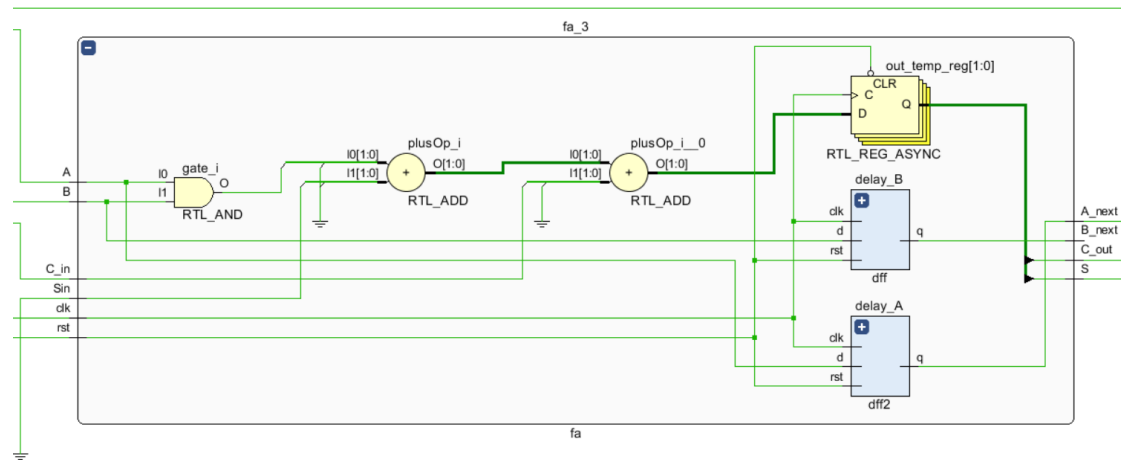 fa_3
out_temp_reg[1:0]
CLR
C
Q
D
RTL_REG_ASYNC
plusOp_i
I0[1:0]
O[1:0]
I1[1:0]
+
RTL_ADD
plusOp_i__0
I0[1:0]
O[1:0]
I1[1:0]
+
RTL_ADD
gate_i
I0
O
I1
RTL_AND
A
B
C_in
Sin
clk
rst
delay_B
+
clk
d
q
rst
dff
delay_A
+
clk
d
q
rst
dff2
A_next
B_next
C_out
S
fa